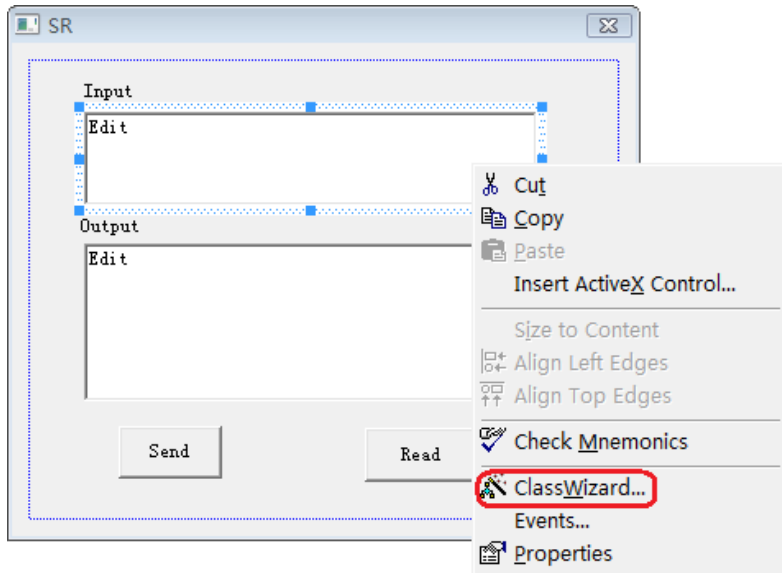 SR
Input
Edit
Output
Edit
Send
Read
Cut
Copy
Paste
Insert ActiveX Control...
Size to Content
Align Left Edges
Align Top Edges
Check Mnemonics
ClassWizard...
Events...
Properties